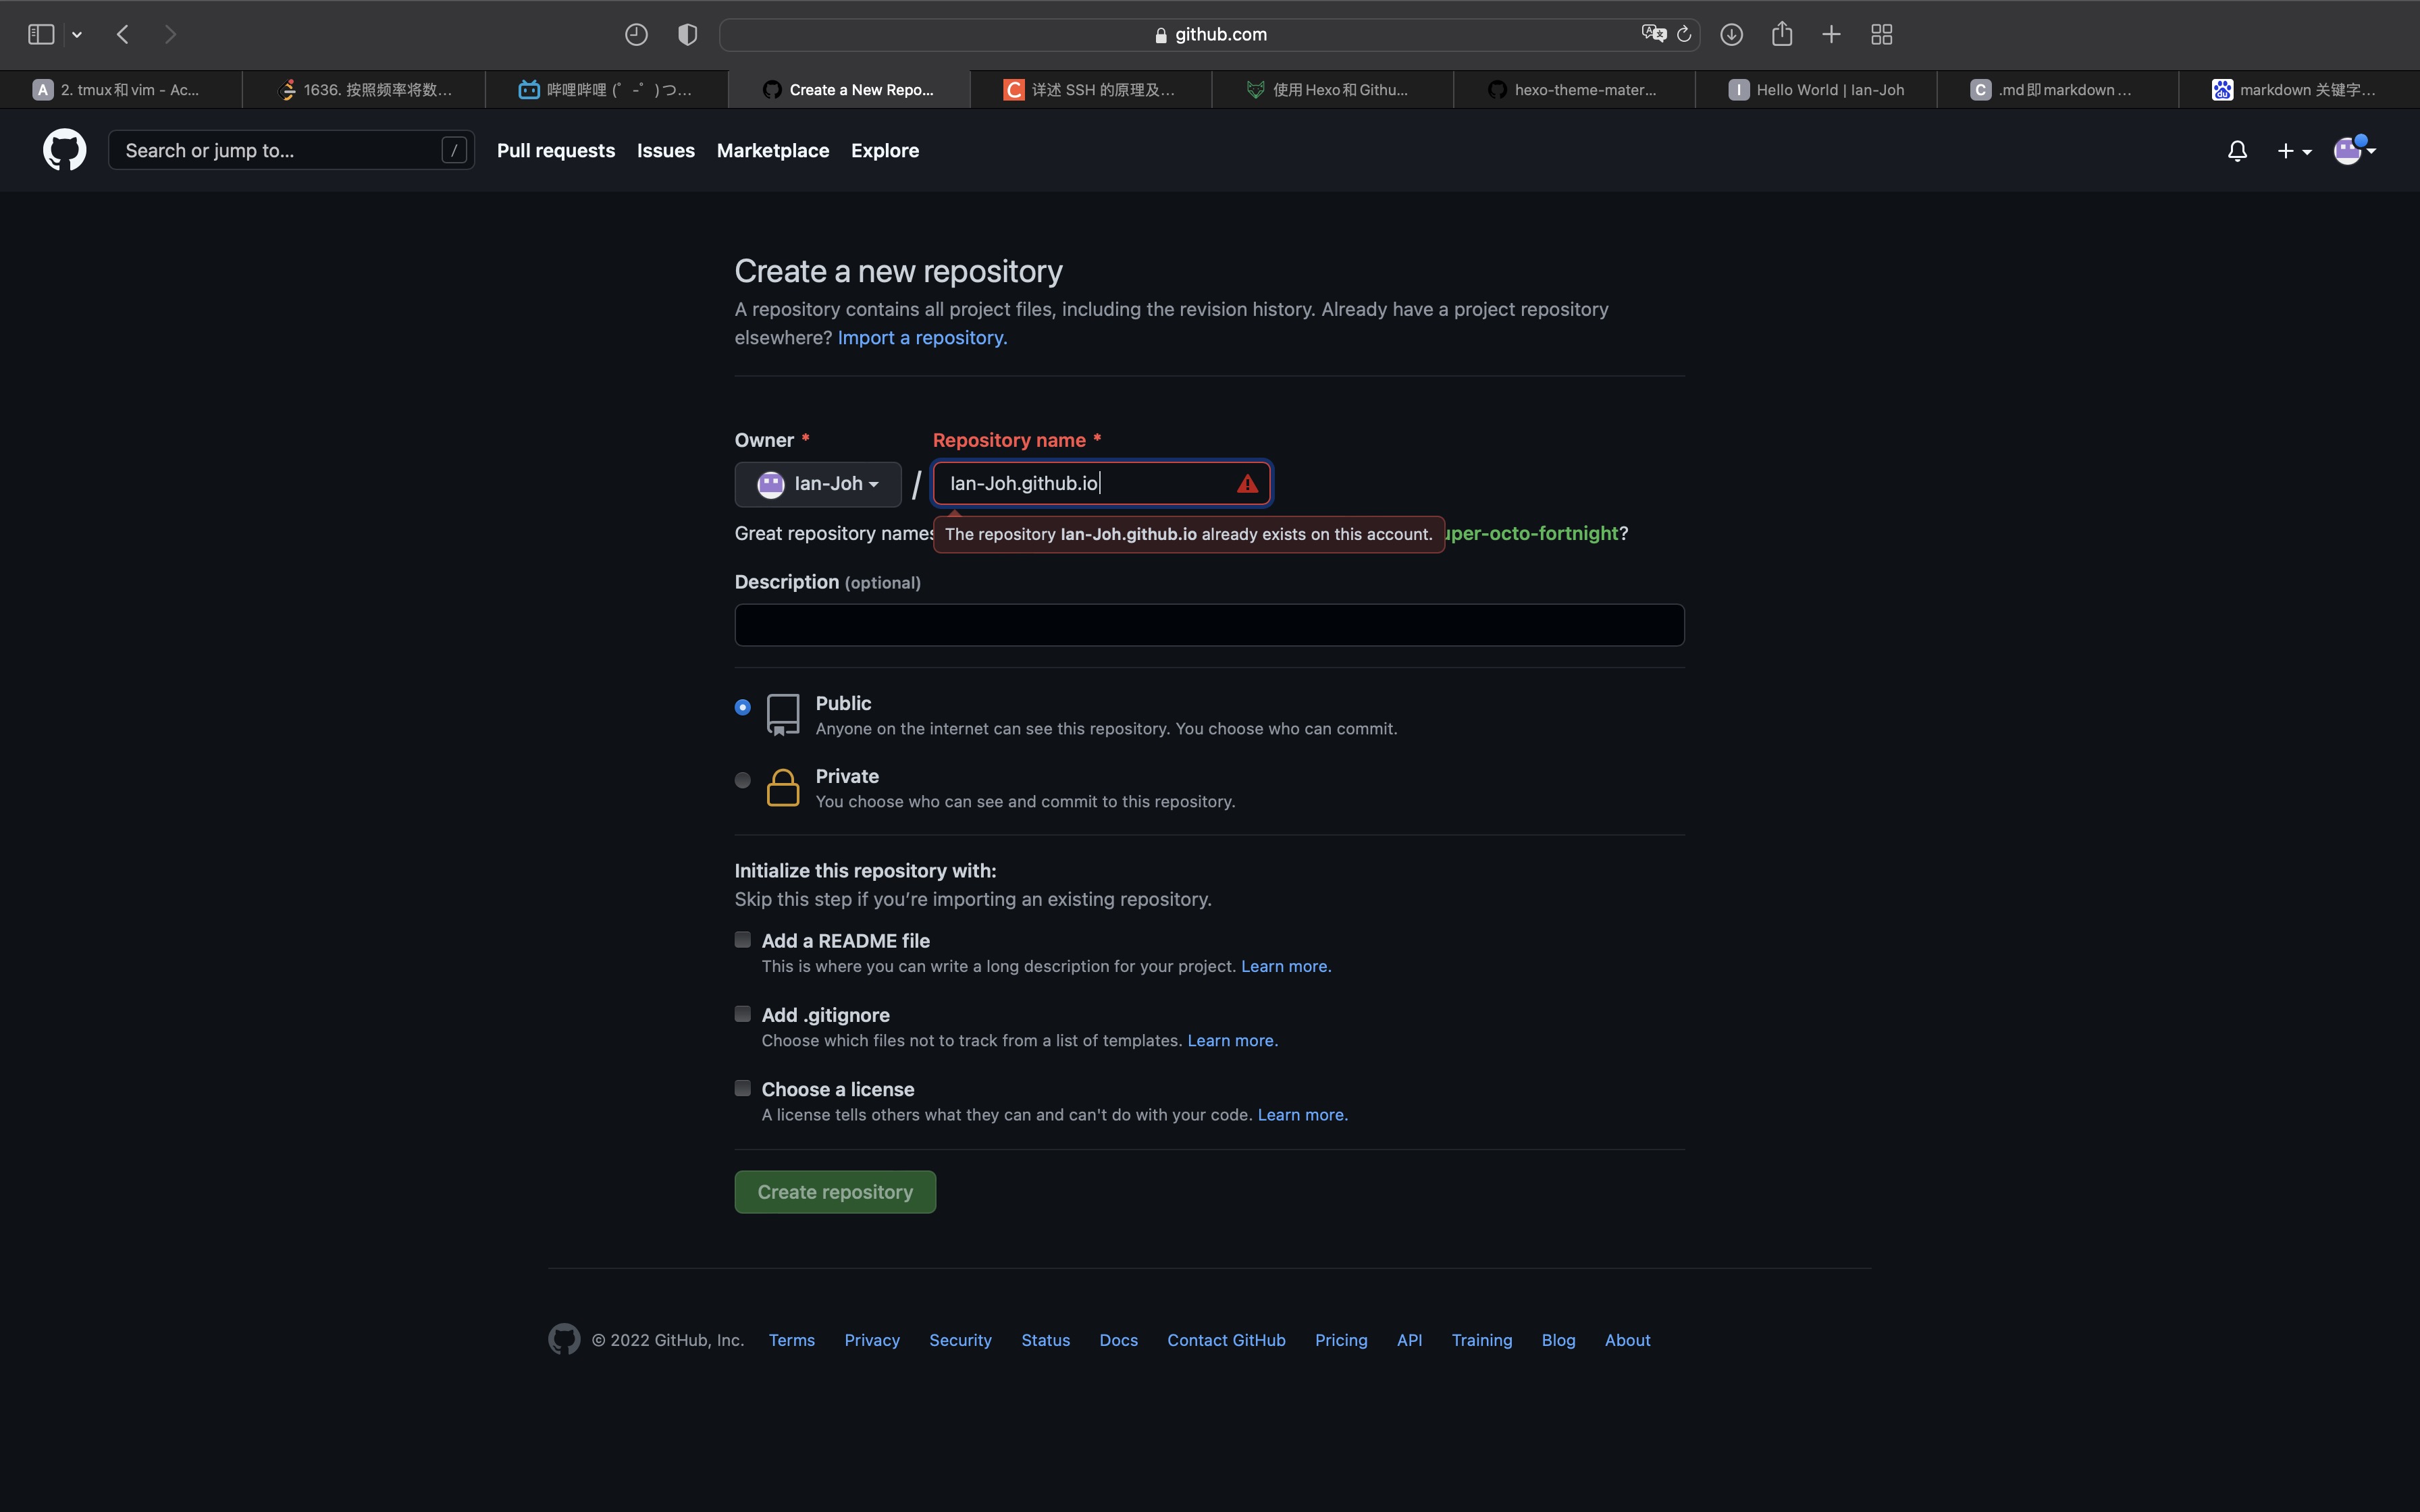 github.com
A 2. tmux和vim - Ac...
1636. 按照频率将数...
哔哩哔哩 (゜-゜)つ...
Create a New Repo...
C 详述 SSH 的原理及...
使用Hexo和Githu...
hexo-theme-mater...
I Hello World | Ian-Joh
C .md即markdown...
du markdown 关键字...
Search or jump to... /
Pull requests Issues Marketplace Explore
Create a new repository
A repository contains all project files, including the revision history. Already have a project repository
elsewhere? Import a repository.
Owner * Repository name *
Ian-Joh / Ian-Joh.github.io
Great repository names
The repository Ian-Joh.github.io already exists on this account.
uper-octo-fortnight?
Description (optional)
Public
Anyone on the internet can see this repository. You choose who can commit.
Private
You choose who can see and commit to this repository.
Initialize this repository with:
Skip this step if you’re importing an existing repository.
Add a README file
This is where you can write a long description for your project. Learn more.
Add .gitignore
Choose which files not to track from a list of templates. Learn more.
Choose a license
A license tells others what they can and can't do with your code. Learn more.
Create repository
© 2022 GitHub, Inc. Terms Privacy Security Status Docs Contact GitHub Pricing API Training Blog About